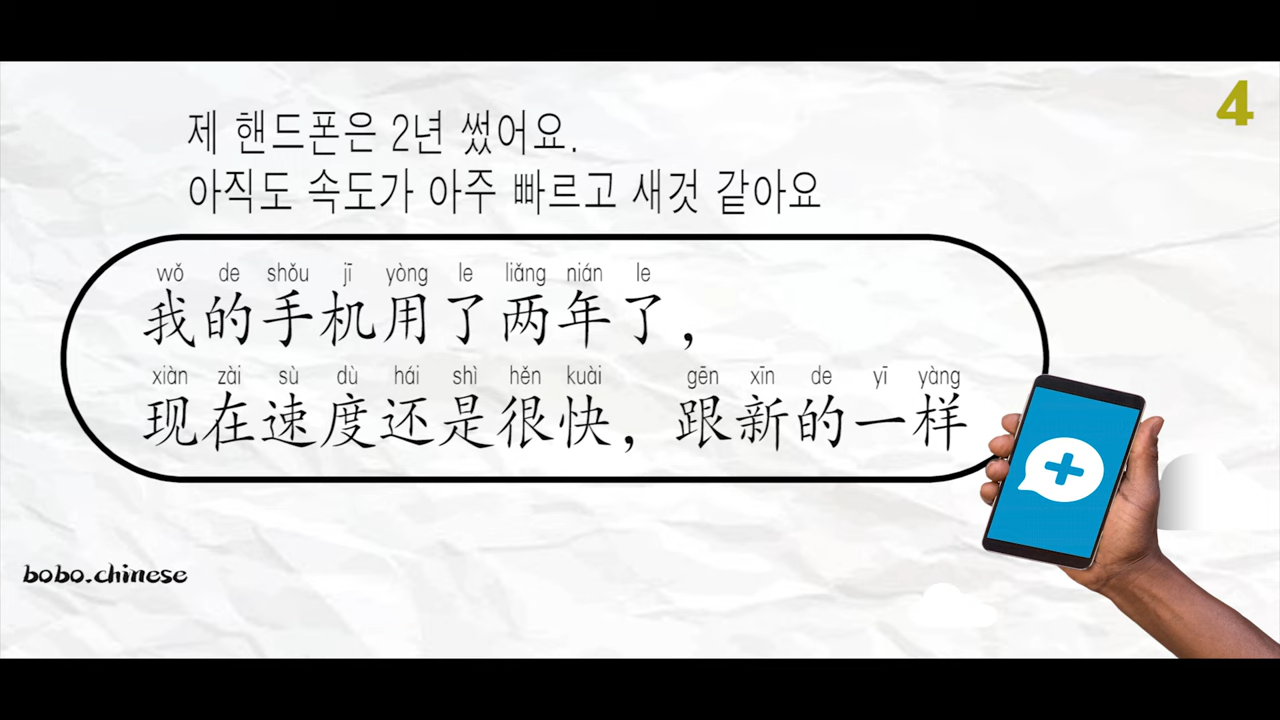 4
제 핸드폰은 2년 썼어요.
아직도 속도가 아주 빠르고 새것 같아요
wǒ de shǒu jī yòng le liǎng nián le
我的手机用了两年了，
xiàn zài sù dù hái shì hěn kuài gēn xīn de yī yàng
现在速度还是很快，跟新的一样
bobo.chinese